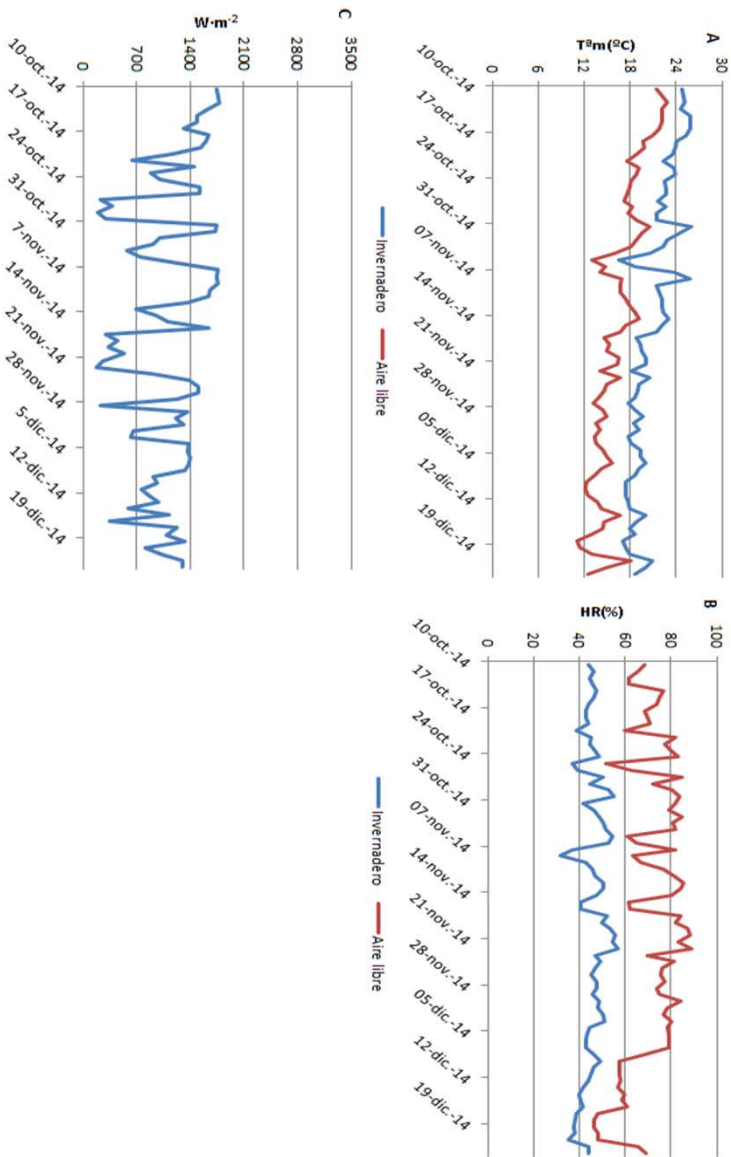 A
Tªm(ºC)
30
24
18
12
6
0
10-oct.-14
17-oct.-14
24-oct.-14
31-oct.-14
07-nov.-14
14-nov.-14
21-nov.-14
28-nov.-14
05-dic.-14
12-dic.-14
19-dic.-14
Invernadero
Aire libre
B
HR(%)
100
80
60
40
20
0
10-oct.-14
17-oct.-14
24-oct.-14
31-oct.-14
07-nov.-14
14-nov.-14
21-nov.-14
28-nov.-14
05-dic.-14
12-dic.-14
19-dic.-14
Invernadero
Aire libre
C
W·m-2
3500
2800
2100
1400
700
0
10-oct.-14
17-oct.-14
24-oct.-14
31-oct.-14
7-nov.-14
14-nov.-14
21-nov.-14
28-nov.-14
5-dic.-14
12-dic.-14
19-dic.-14